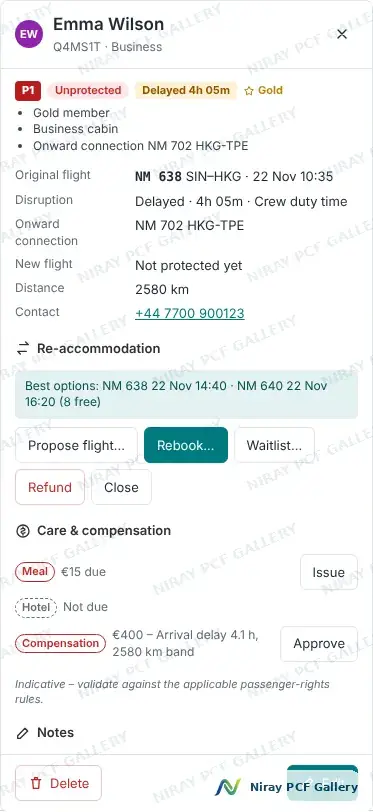 EW
Emma Wilson
Q4MS1T · Business
P1 Unprotected Delayed 4h 05m Gold
Gold member
Business cabin
Onward connection NM 702 HKG-TPE
Original flight NM 638 SIN–HKG · 22 Nov 10:35
Disruption Delayed · 4h 05m · Crew duty time
Onward connection NM 702 HKG-TPE
New flight Not protected yet
Distance 2580 km
Contact +44 7700 900123
Re-accommodation
Best options: NM 638 22 Nov 14:40 · NM 640 22 Nov
16:20 (8 free)
Propose flight... Rebook... Waitlist...
Refund Close
Care & compensation
Meal €15 due Issue
Hotel Not due
Compensation €400 – Arrival delay 4.1 h,
2580 km band Approve
Indicative – validate against the applicable passenger-rights
rules.
Notes
Delete
Niray PCF Gallery
NIRAY PCF GALLERY